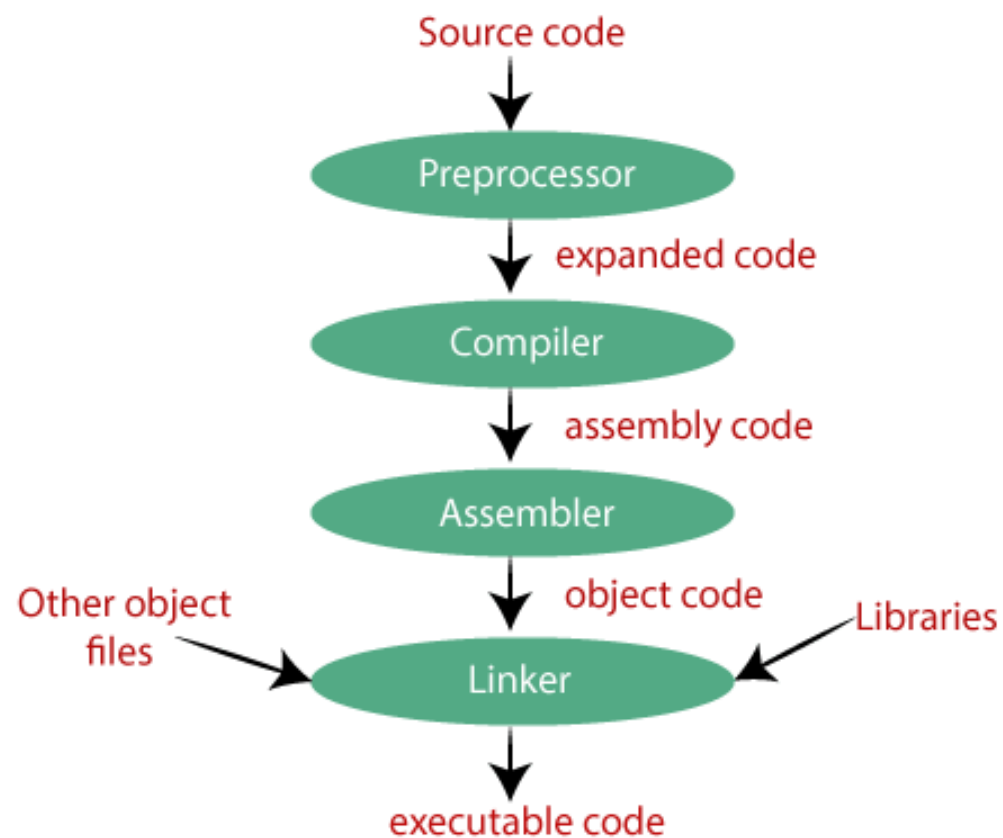 Source code
Preprocessor
expanded code
Compiler
assembly code
Assembler
object code
Other object
files
Libraries
Linker
executable code